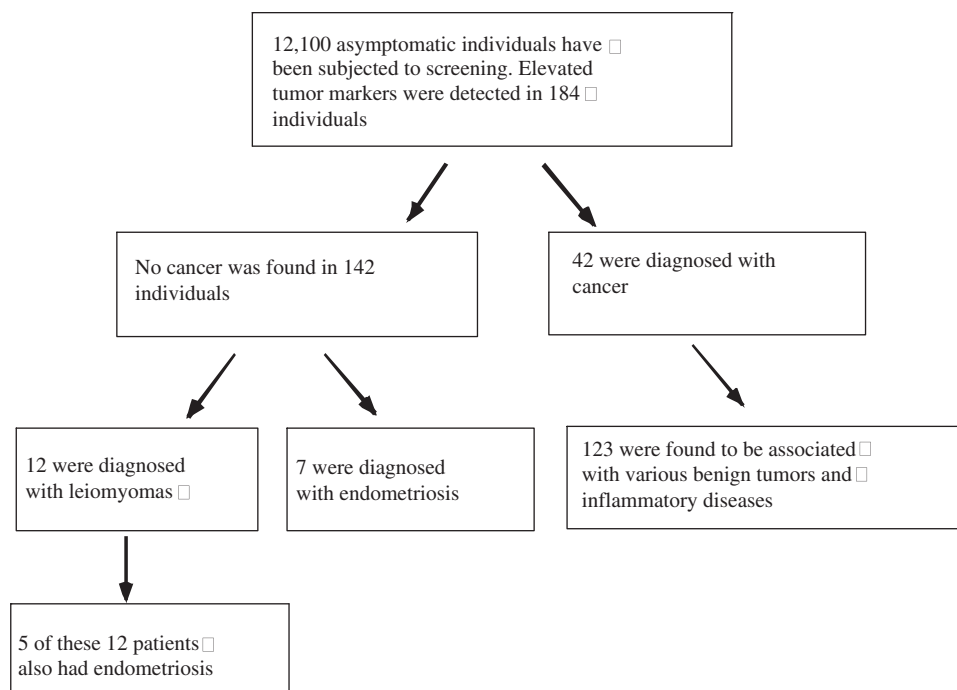 12,100 asymptomatic individuals have
been subjected to screening. Elevated
tumor markers were detected in 184
individuals
No cancer was found in 142
individuals
42 were diagnosed with
cancer
12 were diagnosed
with leiomyomas
7 were diagnosed
with endometriosis
123 were found to be associated
with various benign tumors and
inflammatory diseases
5 of these 12 patients
also had endometriosis